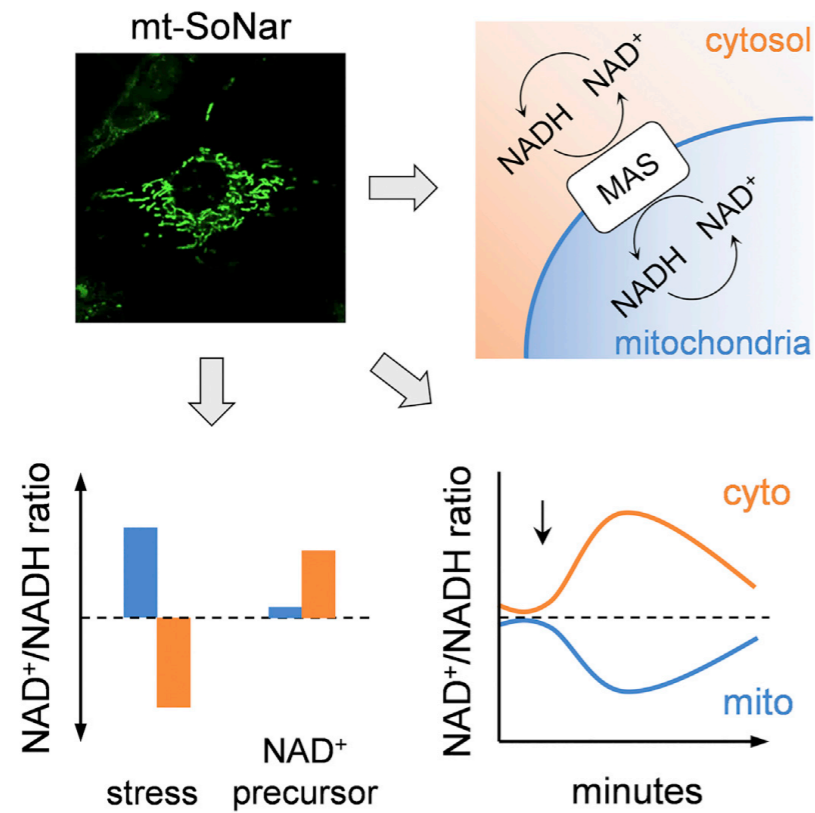 mt-SoNar
cytosol
NAD⁺
NADH
MAS
NAD⁺
NADH
mitochondria
NAD⁺/NADH ratio
stress
NAD⁺
precursor
NAD⁺/NADH ratio
cyto
mito
minutes